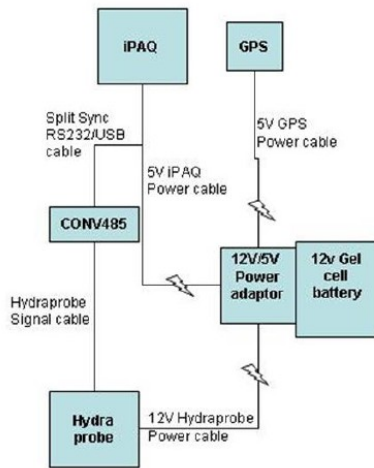 iPAQ
GPS
Split Sync
RS232/USB
cable
5V GPS
Power cable
5V iPAQ
Power cable
CONV485
12V/5V
Power
adaptor
12v Gel
cell
battery
Hydraprobe
Signal cable
Hydra
probe
12V Hydraprobe
Power cable